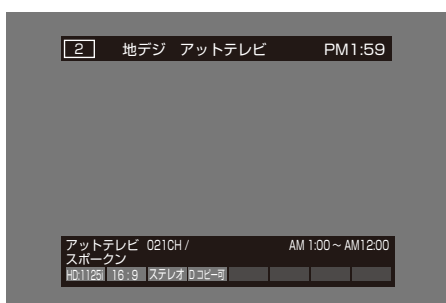 2 地デジ アットテレビ PM1:59
アットテレビ 021CH / AM 1:00～AM12:00
スポークン
HD:1125i 16:9 ステレオ Dコピー可